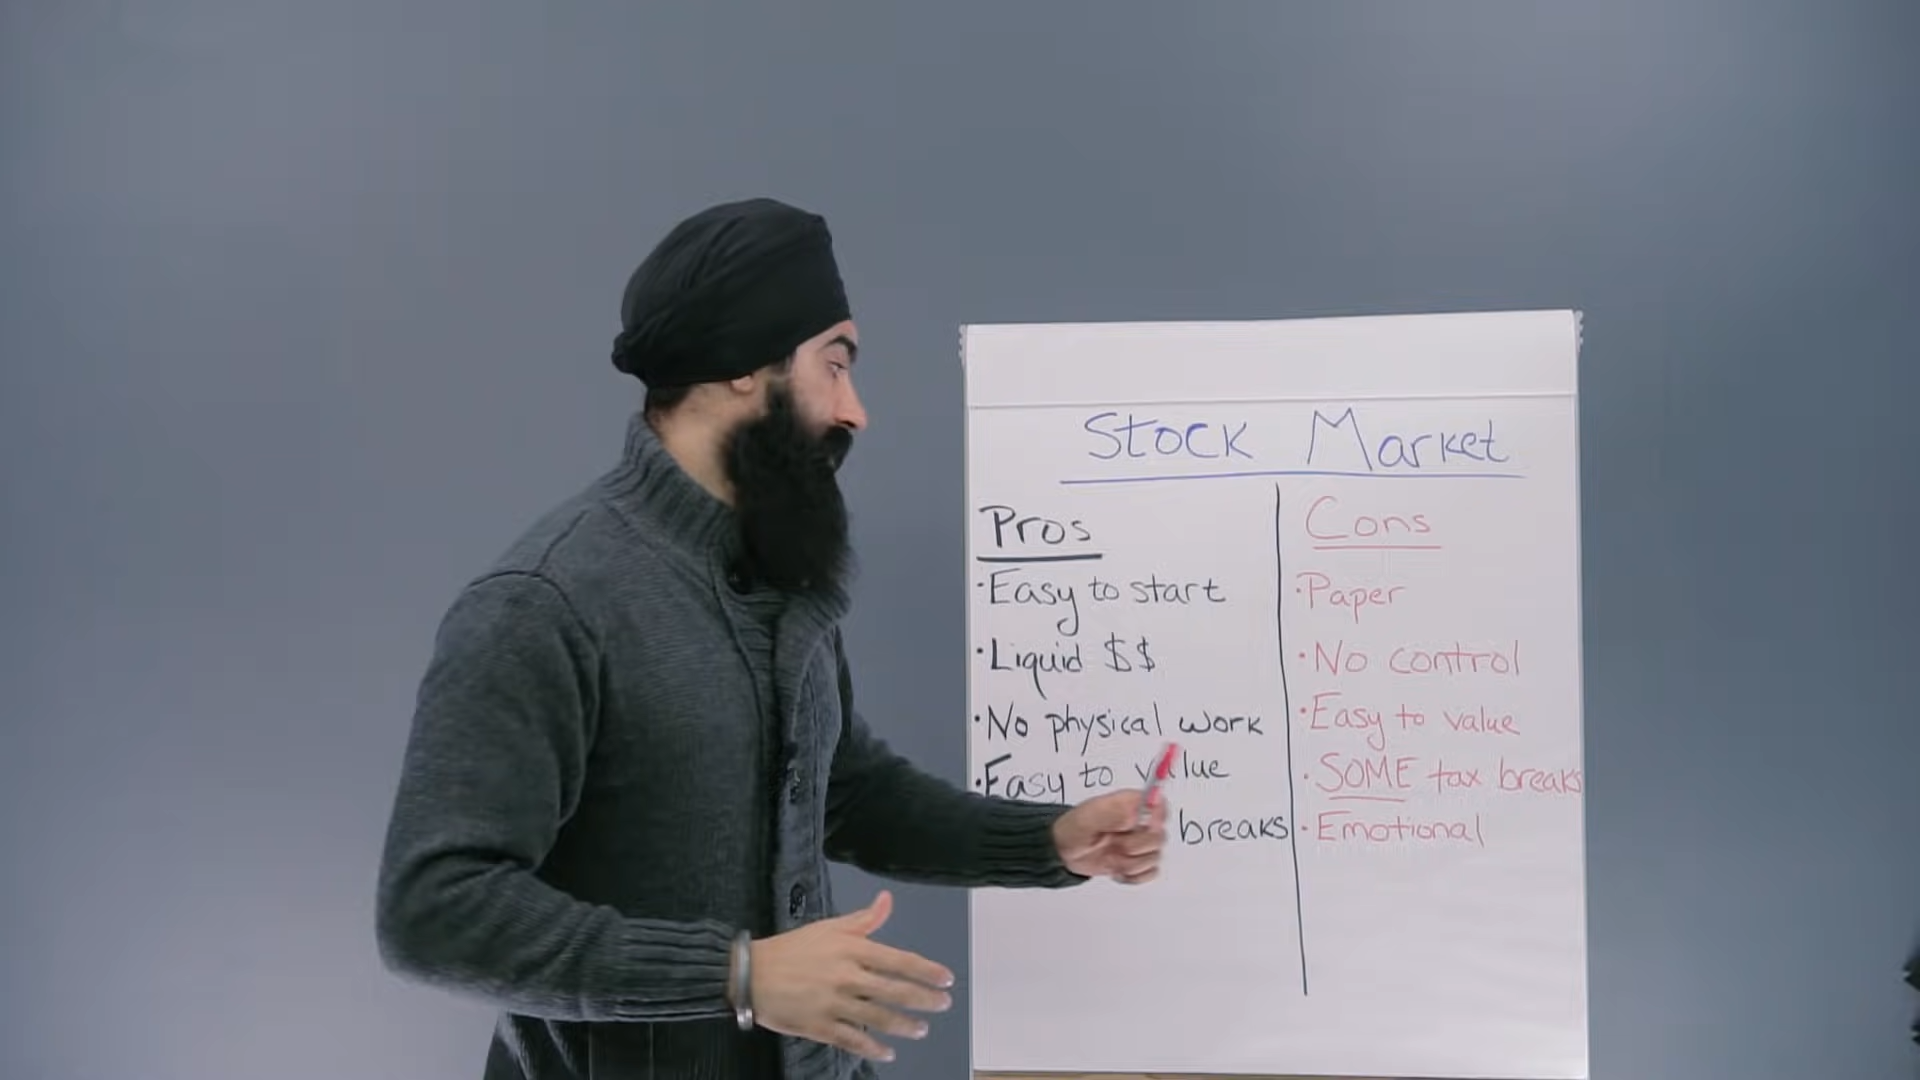 Stock Market
Pros
·Easy to start
·Liquid $$
·No physical work
·Easy to value
breaks
Cons
·Paper
·No control
·Easy to value
·SOME tax breaks
·Emotional